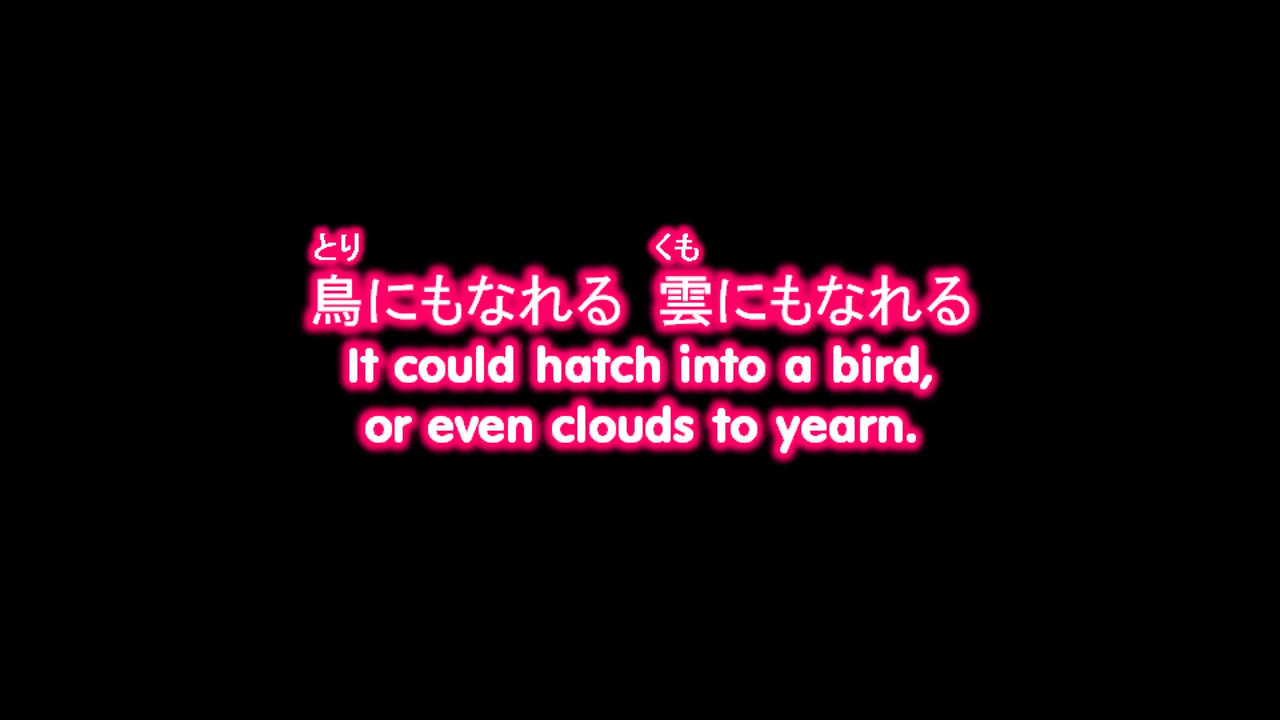 とり くも
鳥にもなれる 雲にもなれる
It could hatch into a bird,
or even clouds to yearn.